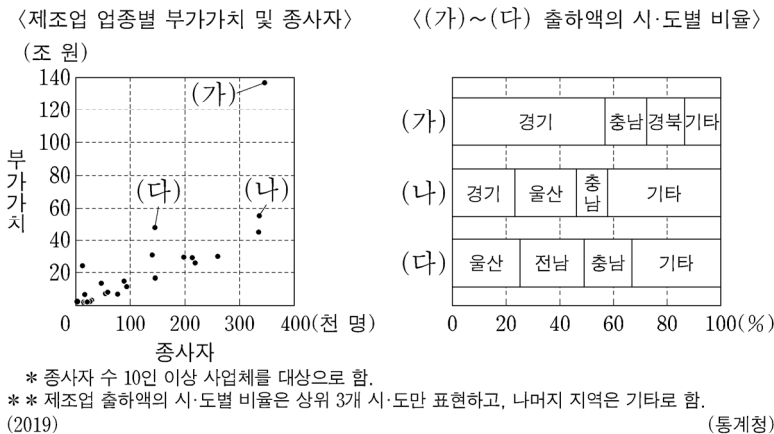 〈제조업 업종별 부가가치 및 종사자〉
(조 원)
140
120
100
80
60
40
20
0
부가가치
(가)
(다)
(나)
100
200
300
400(천 명)
종사자
〈(가)~(다) 출하액의 시·도별 비율〉
(가) 경기 충남 경북 기타
(나) 경기 울산 충남 기타
(다) 울산 전남 충남 기타
0 20 40 60 80 100(%)
* 종사자 수 10인 이상 사업체를 대상으로 함.
* * 제조업 출하액의 시·도별 비율은 상위 3개 시·도만 표현하고, 나머지 지역은 기타로 함.
(2019) (통계청)